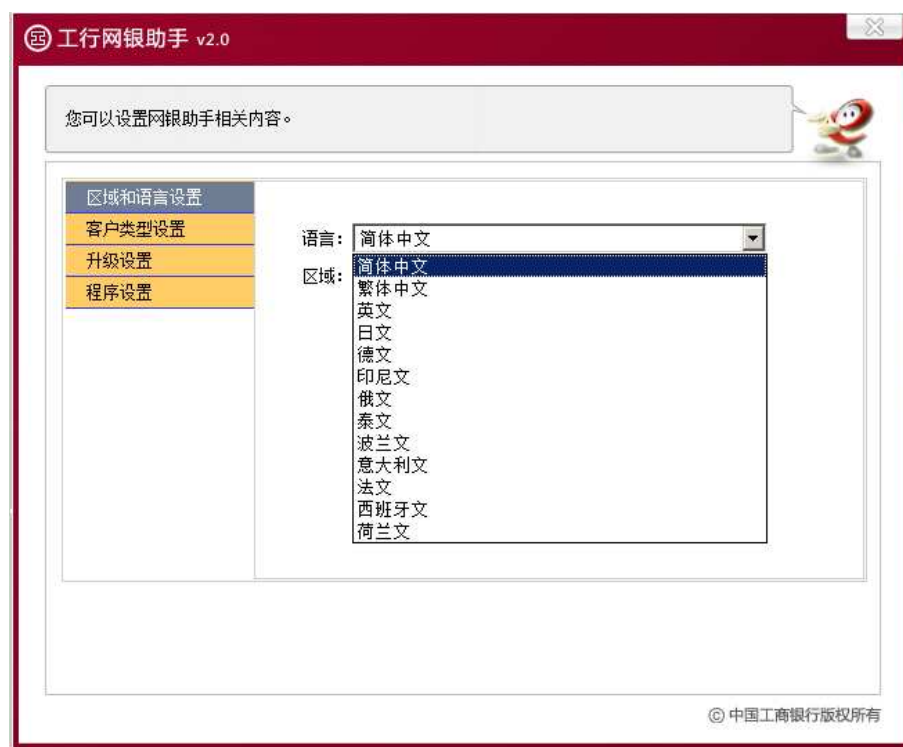 工行网银助手 v2.0
您可以设置网银助手相关内容。
区域和语言设置
客户类型设置
升级设置
程序设置
语言： 简体中文
区域：
简体中文
繁体中文
英文
日文
德文
印尼文
俄文
泰文
波兰文
意大利文
法文
西班牙文
荷兰文
© 中国工商银行版权所有